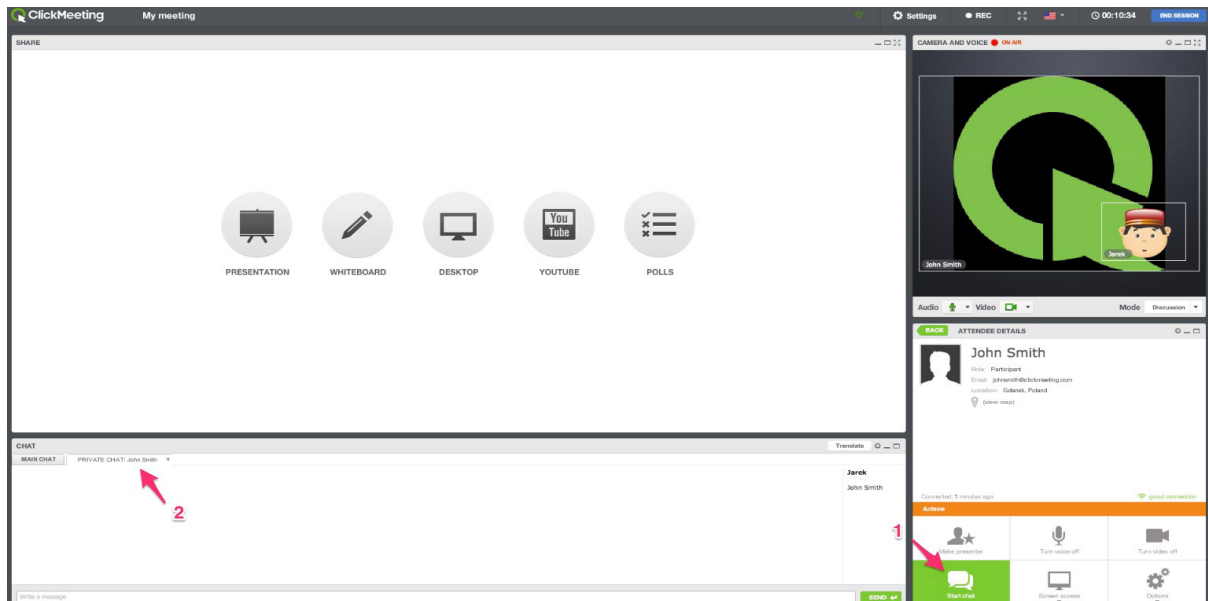 ClickMeeting My meeting Settings REC 00:10:34 END SESSION
SHARE
You
Tube
PRESENTATION WHITEBOARD DESKTOP YOUTUBE POLLS
CAMERA AND VOICE ON AIR
John Smith
Jarek
Audio Video Mode Discussion
BACK ATTENDEE DETAILS
John Smith
Role: Participant
Email: johnsmith@clickmeeting.com
Location: Gdansk, Poland
(view map)
Connected: 1 minutes ago good connection
Actions
Make presenter Turn voice off Turn video off
Start chat Screen access Options
1
CHAT Translate
MAIN CHAT PRIVATE CHAT: John Smith x
Jarek
John Smith
2
Write a message SEND